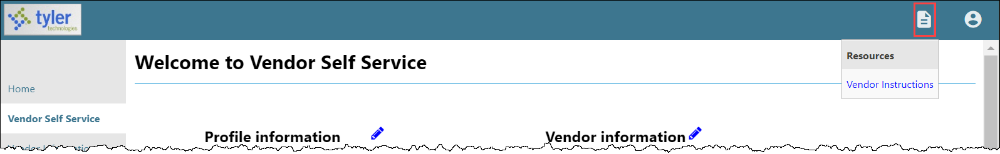 tyler
technologies
Resources
Welcome to Vendor Self Service
Vendor Instructions
Home
Vendor Self Service
Profile information
Vendor information